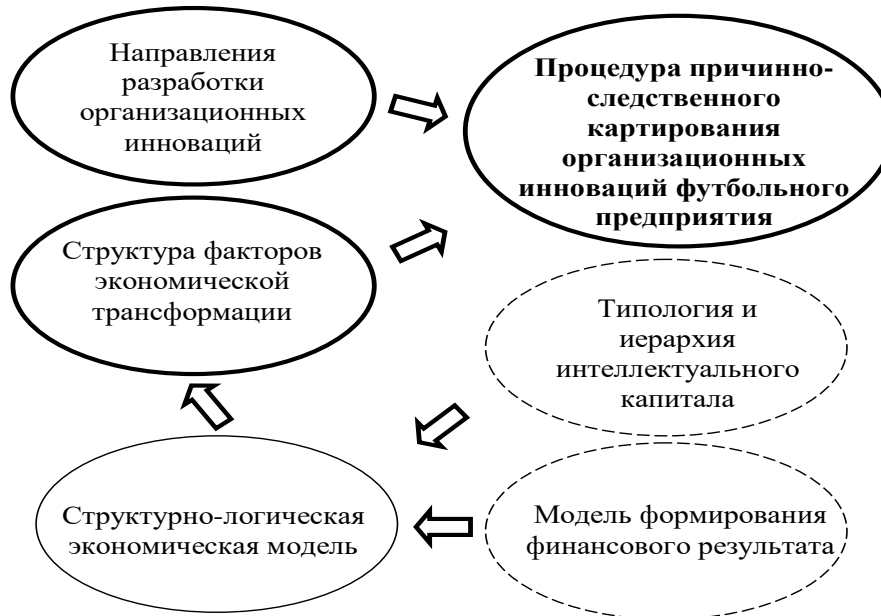 Направления
разработки
организационных
инноваций
Процедура причинно-
следственного
картирования
организационных
инноваций футбольного
предприятия
Структура факторов
экономической
трансформации
Типология и
иерархия
интеллектуального
капитала
Структурно-логическая
экономическая модель
Модель формирования
финансового результата